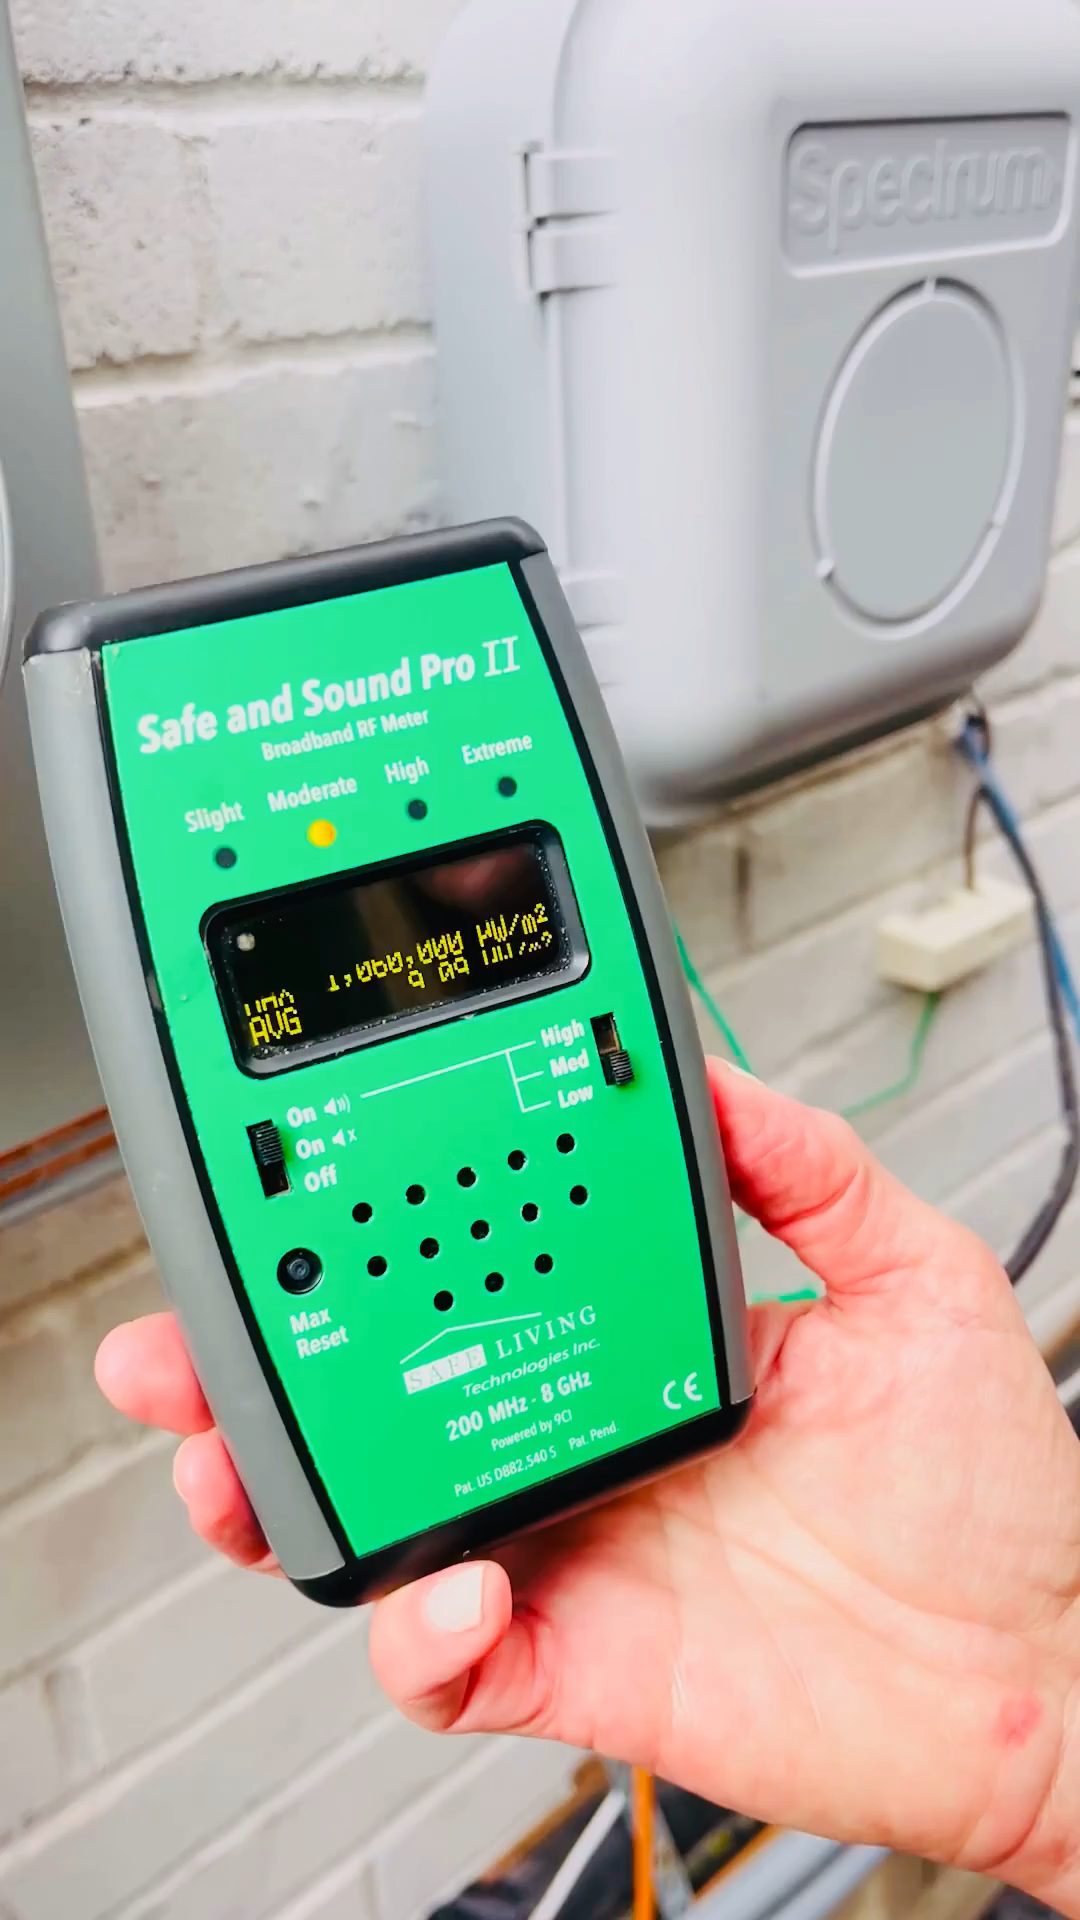 Spectrum
Safe and Sound Pro II
Broadband RF Meter
Slight Moderate High Extreme
1,060,000 µW/m²
AVG 9 09
High
Med
Low
On
On
Off
Max
Reset
SAFE LIVING
Technologies Inc.
200 MHz - 8 GHz
Powered by 9CI
Pat. US D882,540 S Pat. Pend.
CE